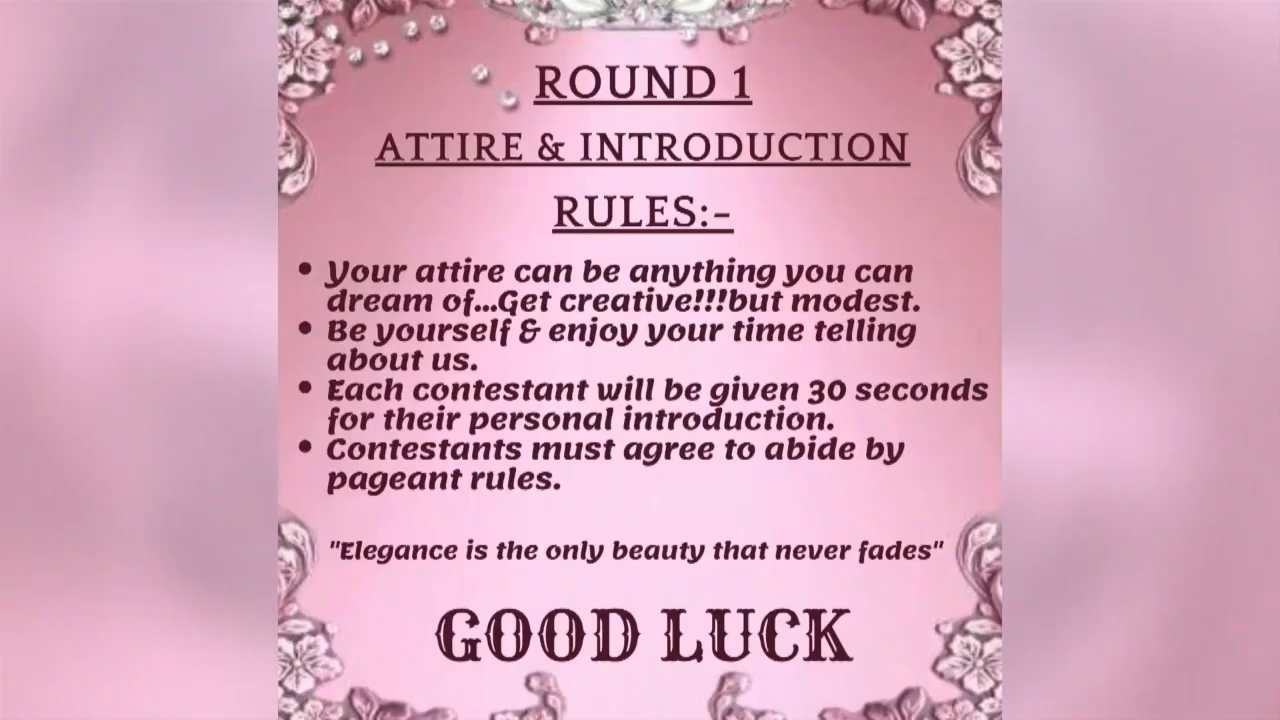 ROUND 1
ATTIRE & INTRODUCTION
RULES:-
• Your attire can be anything you can
dream of...Get creative!!!but modest.
• Be yourself & enjoy your time telling
about us.
• Each contestant will be given 30 seconds
for their personal introduction.
• Contestants must agree to abide by
pageant rules.
"Elegance is the only beauty that never fades"
GOOD LUCK